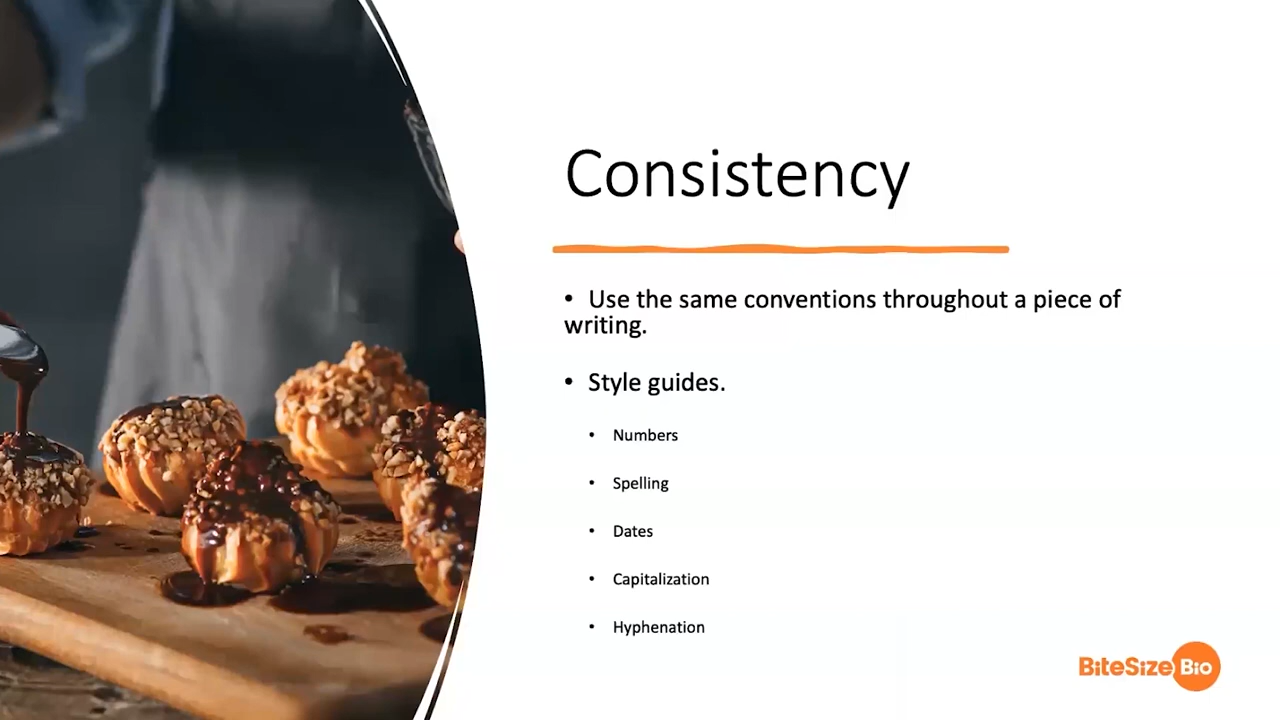 Consistency
• Use the same conventions throughout a piece of
writing.
• Style guides.
• Numbers
• Spelling
• Dates
• Capitalization
• Hyphenation
BiteSize Bio